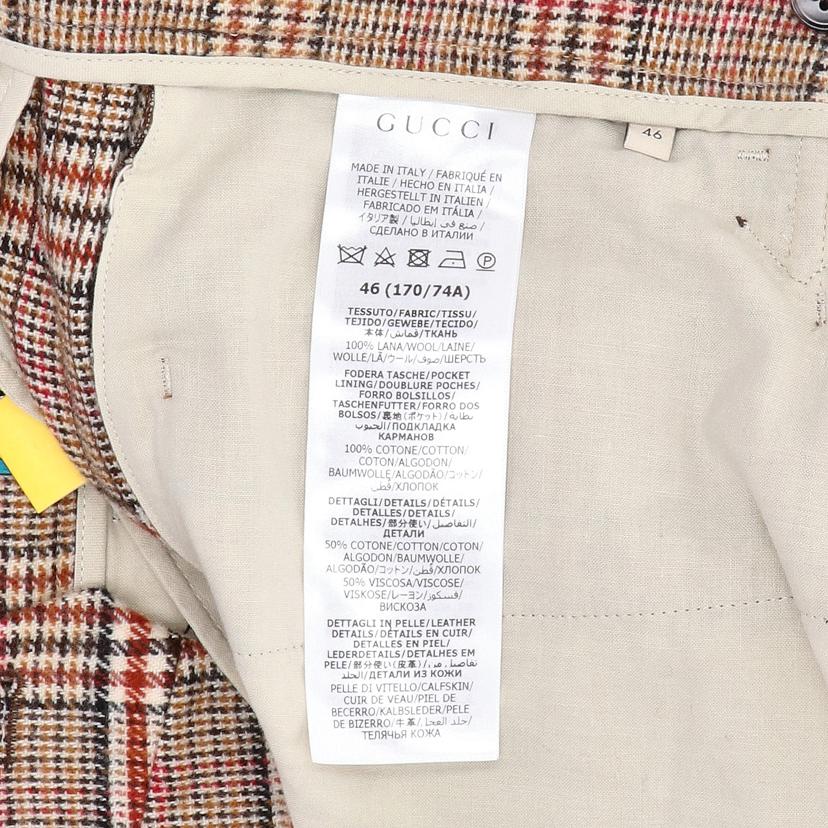 GUCCI
46
MADE IN ITALY / FABRIQUÉ EN
ITALIE / HECHO EN ITALIA /
HERGESTELLT IN ITALIEN /
FABRICADO EM ITÁLIA /
イタリア製 / صنع في إيطاليا /
СДЕЛАНО В ИТАЛИИ
P
46 (170/74A)
TESSUTO/FABRIC/TISSU/
TEJIDO/GEWEBE/TECIDO/
本体/قماش/ТКАНЬ
100% LANA/WOOL/LAINE/
WOLLE/LÃ/ウール/صوف/ШЕРСТЬ
FODERA TASCHE/POCKET
LINING/DOUBLURE POCHES/
FORRO BOLSILLOS/
TASCHENFUTTER/FORRO DOS
BOLSOS/裏地(ポケット)/بطانة
الجيوب/ПОДКЛАДКА
КАРМАНОВ
100% COTONE/COTTON/
COTON/ALGODON/
BAUMWOLLE/ALGODÃO/コットン/
قطن/ХЛОПОК
DETTAGLI/DETAILS/DÉTAILS/
DETALLES/DETAILS/
DETALHES/部分使い/التفاصيل/
ДЕТАЛИ
50% COTONE/COTTON/COTON/
ALGODON/BAUMWOLLE/
ALGODÃO/コットン/قطن/ХЛОПОК
50% VISCOSA/VISCOSE/
VISKOSE/レーヨン/فسكوز/
ВИСКОЗА
DETTAGLI IN PELLE/LEATHER
DETAILS/DÉTAILS EN CUIR/
DETALLES EN PIEL/
LEDERDETAILS/DETALHES EM
PELE/部分使い(皮革)/تفاصيل من
الجلد/ДЕТАЛИ ИЗ КОЖИ
PELLE DI VITELLO/CALFSKIN/
CUIR DE VEAU/PIEL DE
BECERRO/KALBSLEDER/PELE
DE BIZERRO/牛革/جلد العجل/
ТЕЛЯЧЬЯ КОЖА